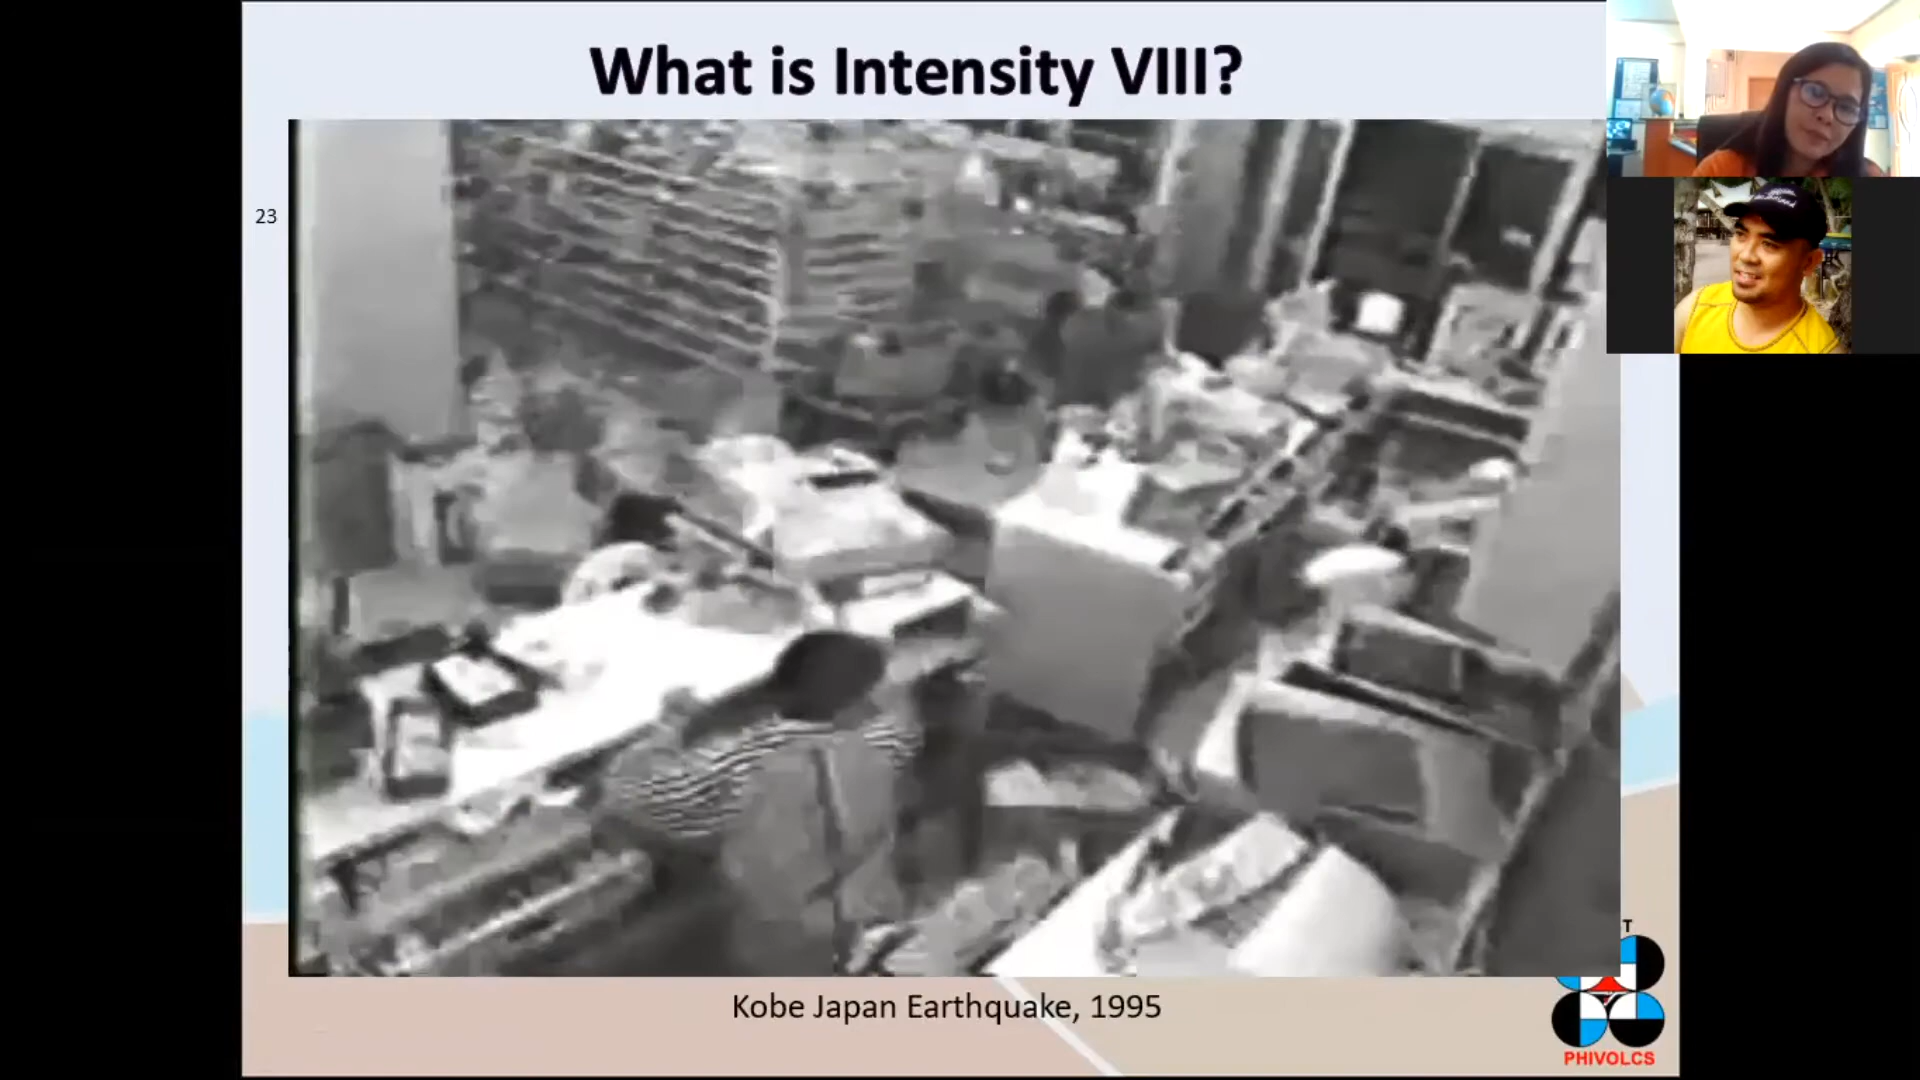 What is Intensity VIII?
23
Kobe Japan Earthquake, 1995
T
PHIVOLCS